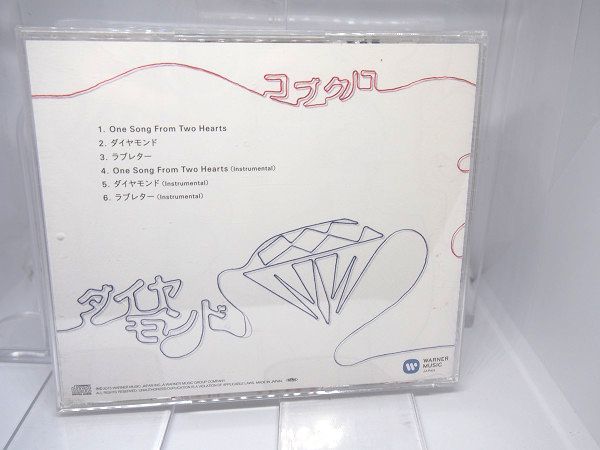 コブクロ
1. One Song From Two Hearts
2. ダイヤモンド
3. ラブレター
4. One Song From Two Hearts (Instrumental)
5. ダイヤモンド (Instrumental)
6. ラブレター (Instrumental)
ダイヤ
モンド
WARNER
MUSIC
JAPAN